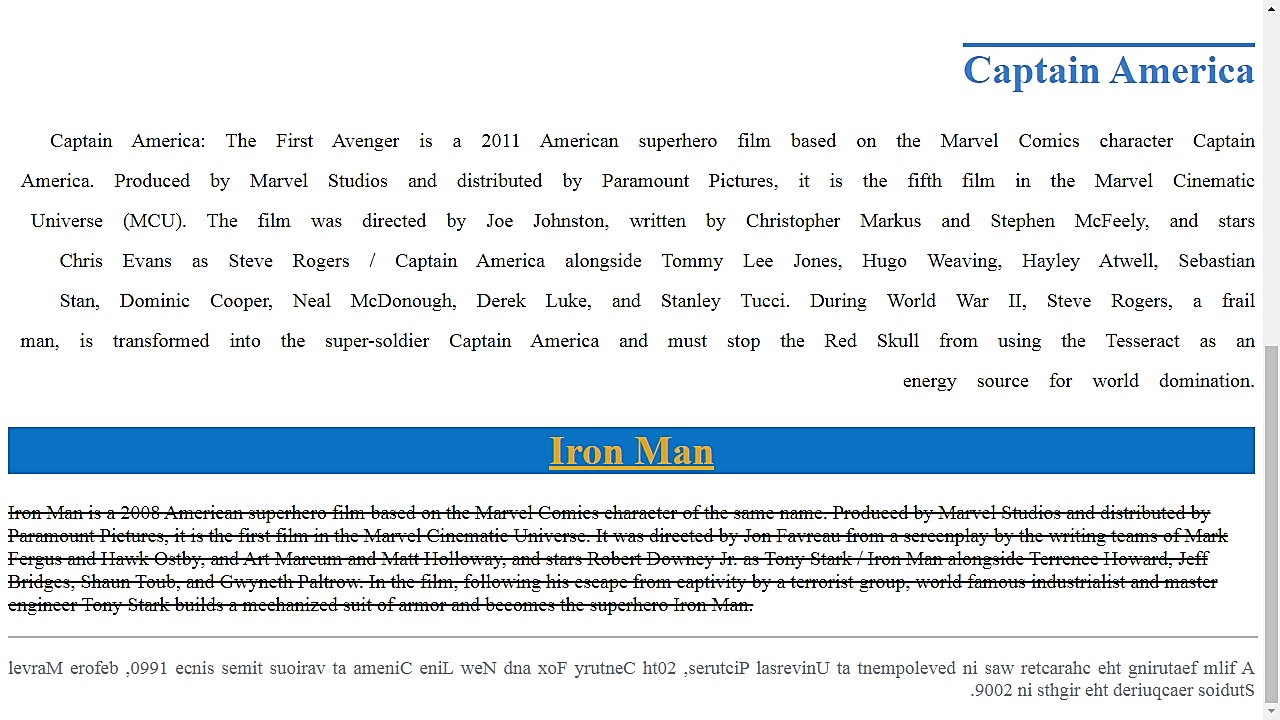 Captain America
Captain America: The First Avenger is a 2011 American superhero film based on the Marvel Comics character Captain
America. Produced by Marvel Studios and distributed by Paramount Pictures, it is the fifth film in the Marvel Cinematic
Universe (MCU). The film was directed by Joe Johnston, written by Christopher Markus and Stephen McFeely, and stars
Chris Evans as Steve Rogers / Captain America alongside Tommy Lee Jones, Hugo Weaving, Hayley Atwell, Sebastian
Stan, Dominic Cooper, Neal McDonough, Derek Luke, and Stanley Tucci. During World War II, Steve Rogers, a frail
man, is transformed into the super-soldier Captain America and must stop the Red Skull from using the Tesseract as an
energy source for world domination.
Iron Man
Iron Man is a 2008 American superhero film based on the Marvel Comics character of the same name. Produced by Marvel Studios and distributed by
Paramount Pictures, it is the first film in the Marvel Cinematic Universe. It was directed by Jon Favreau from a screenplay by the writing teams of Mark
Fergus and Hawk Ostby, and Art Marcum and Matt Holloway, and stars Robert Downey Jr. as Tony Stark / Iron Man alongside Terrence Howard, Jeff
Bridges, Shaun Toub, and Gwyneth Paltrow. In the film, following his escape from captivity by a terrorist group, world famous industrialist and master
engineer Tony Stark builds a mechanized suit of armor and becomes the superhero Iron Man.
levraM erofeb ,0991 ecnis semit suoirav ta ameniC eniL weN dna xoF yrutneC ht02 ,serutciP lasrevinU ta tnempoleved ni saw retcarahc eht gnirutaef mlif A
.9002 ni sthgir eht deriuqca soidutS